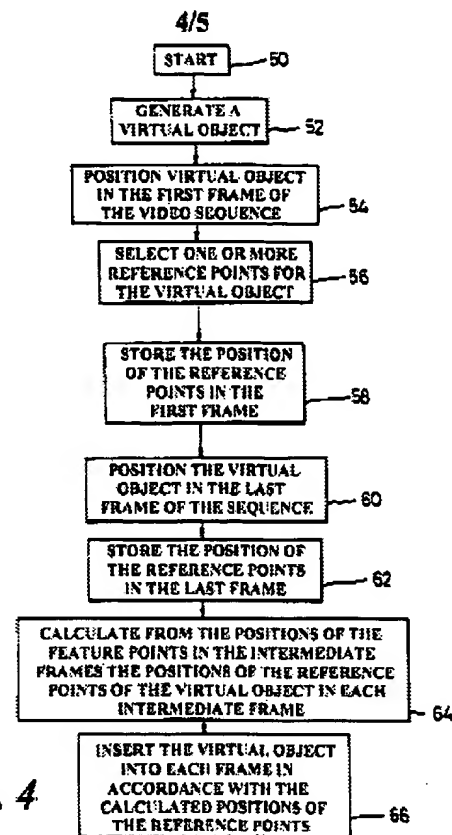 4/5
START
50
GENERATE A
VIRTUAL OBJECT
52
POSITION VIRTUAL OBJECT
IN THE FIRST FRAME OF
THE VIDEO SEQUENCE
54
SELECT ONE OR MORE
REFERENCE POINTS FOR
THE VIRTUAL OBJECT
56
STORE THE POSITION
OF THE REFERENCE
POINTS IN THE
FIRST FRAME
58
POSITION THE VIRTUAL
OBJECT IN THE LAST
FRAME OF THE SEQUENCE
60
STORE THE POSITION OF
THE REFERENCE POINTS
IN THE LAST FRAME
62
CALCULATE FROM THE POSITIONS OF THE
FEATURE POINTS IN THE INTERMEDIATE
FRAMES THE POSITIONS OF THE REFERENCE
POINTS OF THE VIRTUAL OBJECT IN EACH
INTERMEDIATE FRAME
64
INSERT THE VIRTUAL OBJECT
INTO EACH FRAME IN
ACCORDANCE WITH THE
CALCULATED POSITIONS OF
THE REFERENCE POINTS
66
4